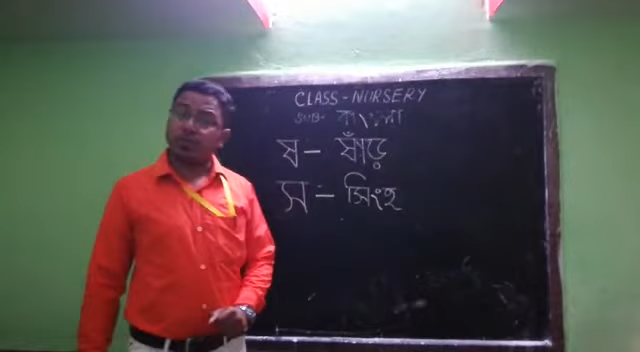 CLASS - NURSERY
SUB- বাংলা
ষ – ষাঁড়
স – সিংহ